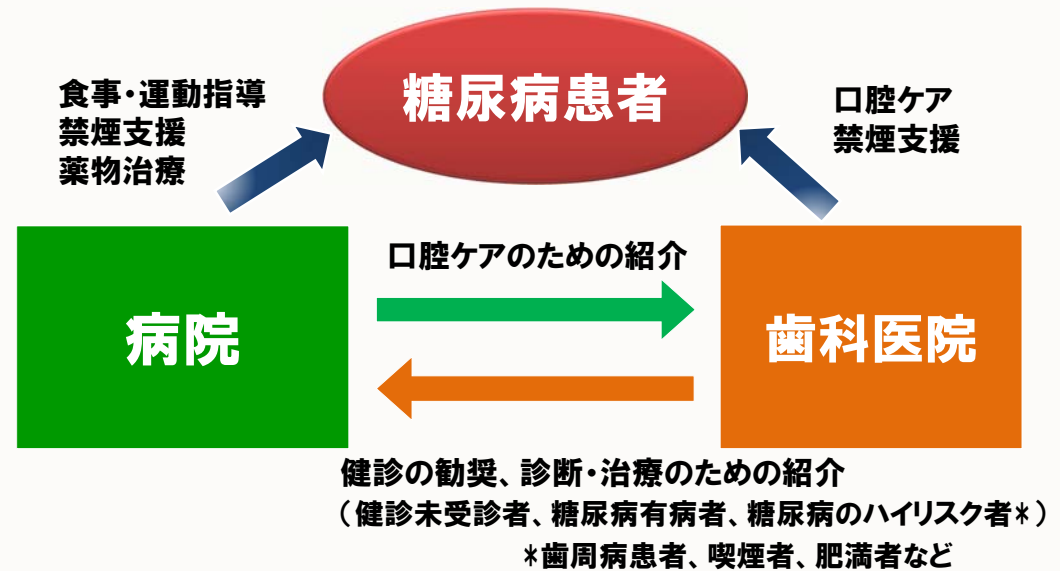 糖尿病患者
食事・運動指導
禁煙支援
薬物治療
口腔ケア
禁煙支援
口腔ケアのための紹介
病院
歯科医院
健診の勧奨、診断・治療のための紹介
（健診未受診者、糖尿病有病者、糖尿病のハイリスク者*）
*歯周病患者、喫煙者、肥満者など